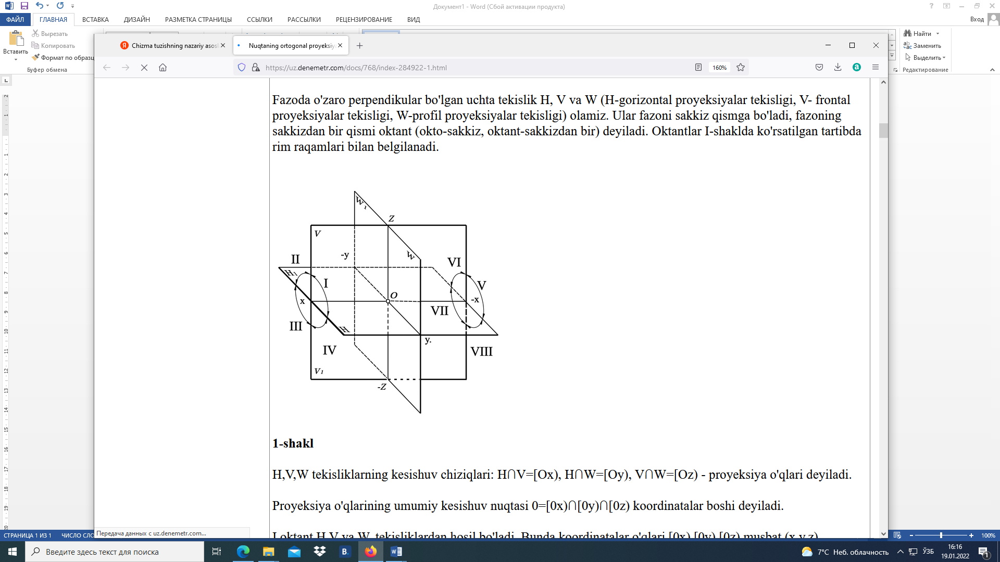 Документ1 - Word (Сбой активации продукта)
ФАЙЛ ГЛАВНАЯ ВСТАВКА ДИЗАЙН РАЗМЕТКА СТРАНИЦЫ ССЫЛКИ РАССЫЛКИ РЕЦЕНЗИРОВАНИЕ ВИД Вход
Вставить
Вырезать
Копировать
Формат по образц
Буфер обмена
Найти
Заменить
Выделить
Редактирование
Chizma tuzishning nazariy asos
Nuqtaning ortogonal proyeksiy
https://uz.denemetr.com/docs/768/index-284922-1.html
160%
Fazoda o'zaro perpendikular bo'lgan uchta tekislik H, V va W (H-gorizontal proyeksiyalar tekisligi, V- frontal
proyeksiyalar tekisligi, W-profil proyeksiyalar tekisligi) olamiz. Ular fazoni sakkiz qismga bo'ladi, fazoning
sakkizdan bir qismi oktant (okto-sakkiz, oktant-sakkizdan bir) deyiladi. Oktantlar I-shaklda ko'rsatilgan tartibda
rim raqamlari bilan belgilanadi.
W1
Z
V
-y
W
II
VI
H1
I
V
O
x
-x
VII
III
H
y.
IV
VIII
V1
-Z
1-shakl
H,V,W tekisliklarning kesishuv chiziqlari: H∩V=[Ox), H∩W=[Oy), V∩W=[Oz) - proyeksiya o'qlari deyiladi.
Proyeksiya o'qlarining umumiy kesishuv nuqtasi 0=[0x)∩[0y)∩[0z) koordinatalar boshi deyiladi.
I oktant H,V va W, tekisliklardan hosil bo'ladi. Bunda koordinatalar o'qlari [0x),[0y),[0z) musbat (x,y,z)
Передача данных с uz.denemetr.com...
СТРАНИЦА 1 ИЗ 1 ЧИСЛО СЛО 100%
Введите здесь текст для поиска
7°C Неб. облачность
ЎЗБ
16:16
19.01.2022
1